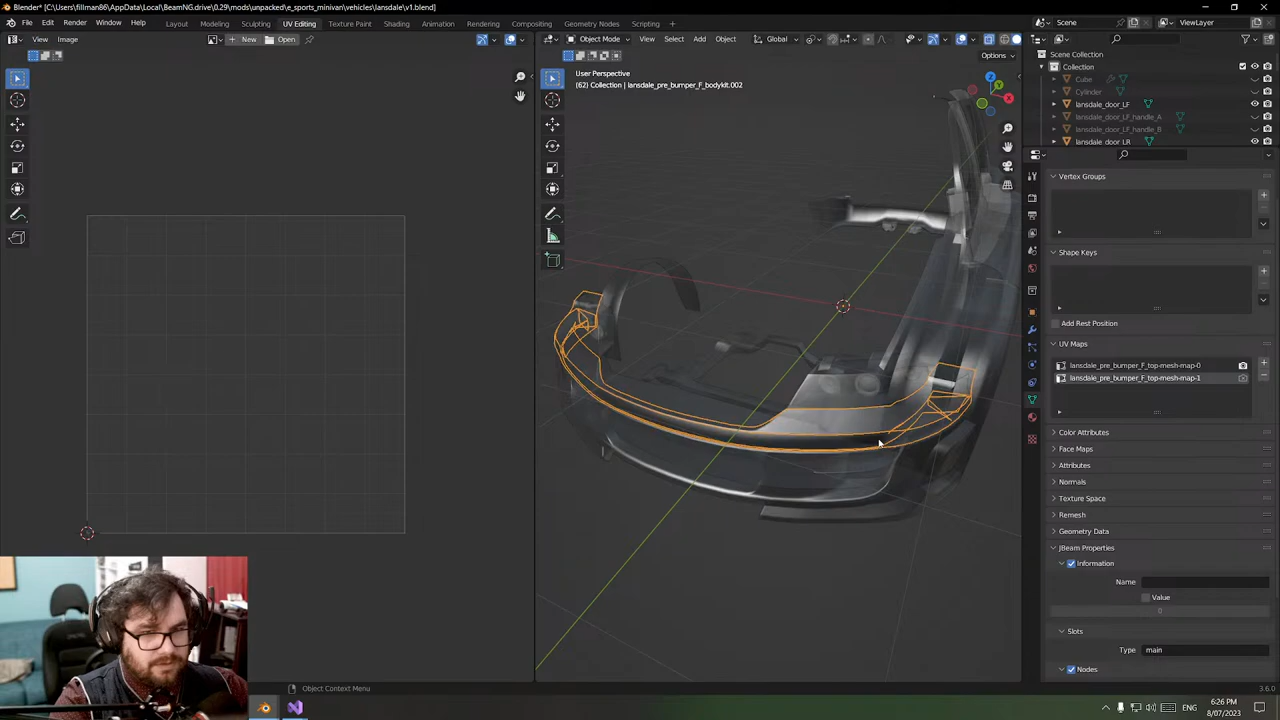 Blender* [C:\Users\fillman86\AppData\Local\BeamNG.drive\0.29\mods\unpacked\e_sports_minivan\vehicles\lansdale\v1.blend]
File Edit Render Window Help Layout Modeling Sculpting UV Editing Texture Paint Shading Animation Rendering Compositing Geometry Nodes Scripting + Scene ViewLayer
View Image + New Open Object Mode View Select Add Object Global
Options
User Perspective
(62) Collection | lansdale_pre_bumper_F_bodykit.002
X
Y
Z
Scene Collection
Collection
Cube
Cylinder
lansdale_door_LF
lansdale_door_LF_handle_A
lansdale_door_LF_handle_B
lansdale_door_LR
Vertex Groups
Shape Keys
Add Rest Position
UV Maps
lansdale_pre_bumper_F_top-mesh-map-0
lansdale_pre_bumper_F_top-mesh-map-1
Color Attributes
Face Maps
Attributes
Normals
Texture Space
Remesh
Geometry Data
JBeam Properties
Information
Name
Value
0
Slots
Type main
Nodes
Object Context Menu
3.6.0
ENG
6:26 PM
8/07/2023